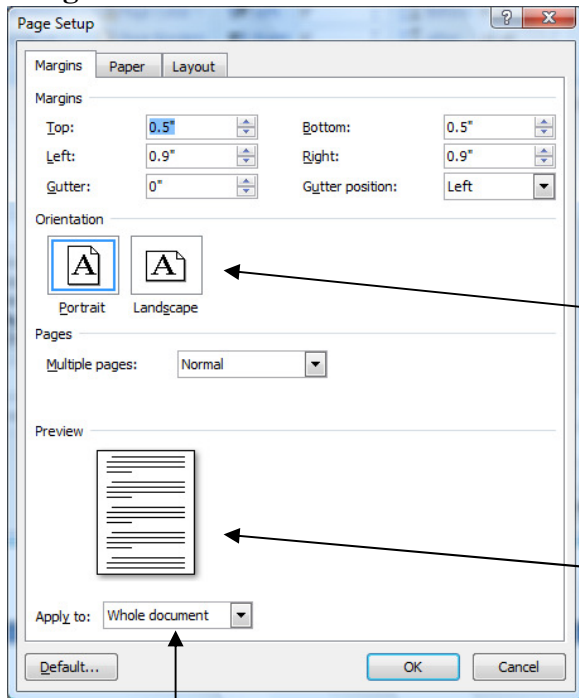 Page Setup
Margins Paper Layout
Margins
Top: 0.5" Bottom: 0.5"
Left: 0.9" Right: 0.9"
Gutter: 0" Gutter position: Left
Orientation
A A
Portrait Landscape
Pages
Multiple pages: Normal
Preview
Apply to: Whole document
Default... OK Cancel